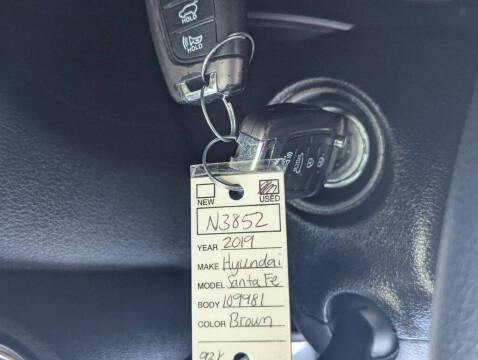 HOLD
HOLD
NEW USED
N3852
YEAR 2019
MAKE Hyundai
MODEL Santa Fe
BODY 109981
COLOR Brown